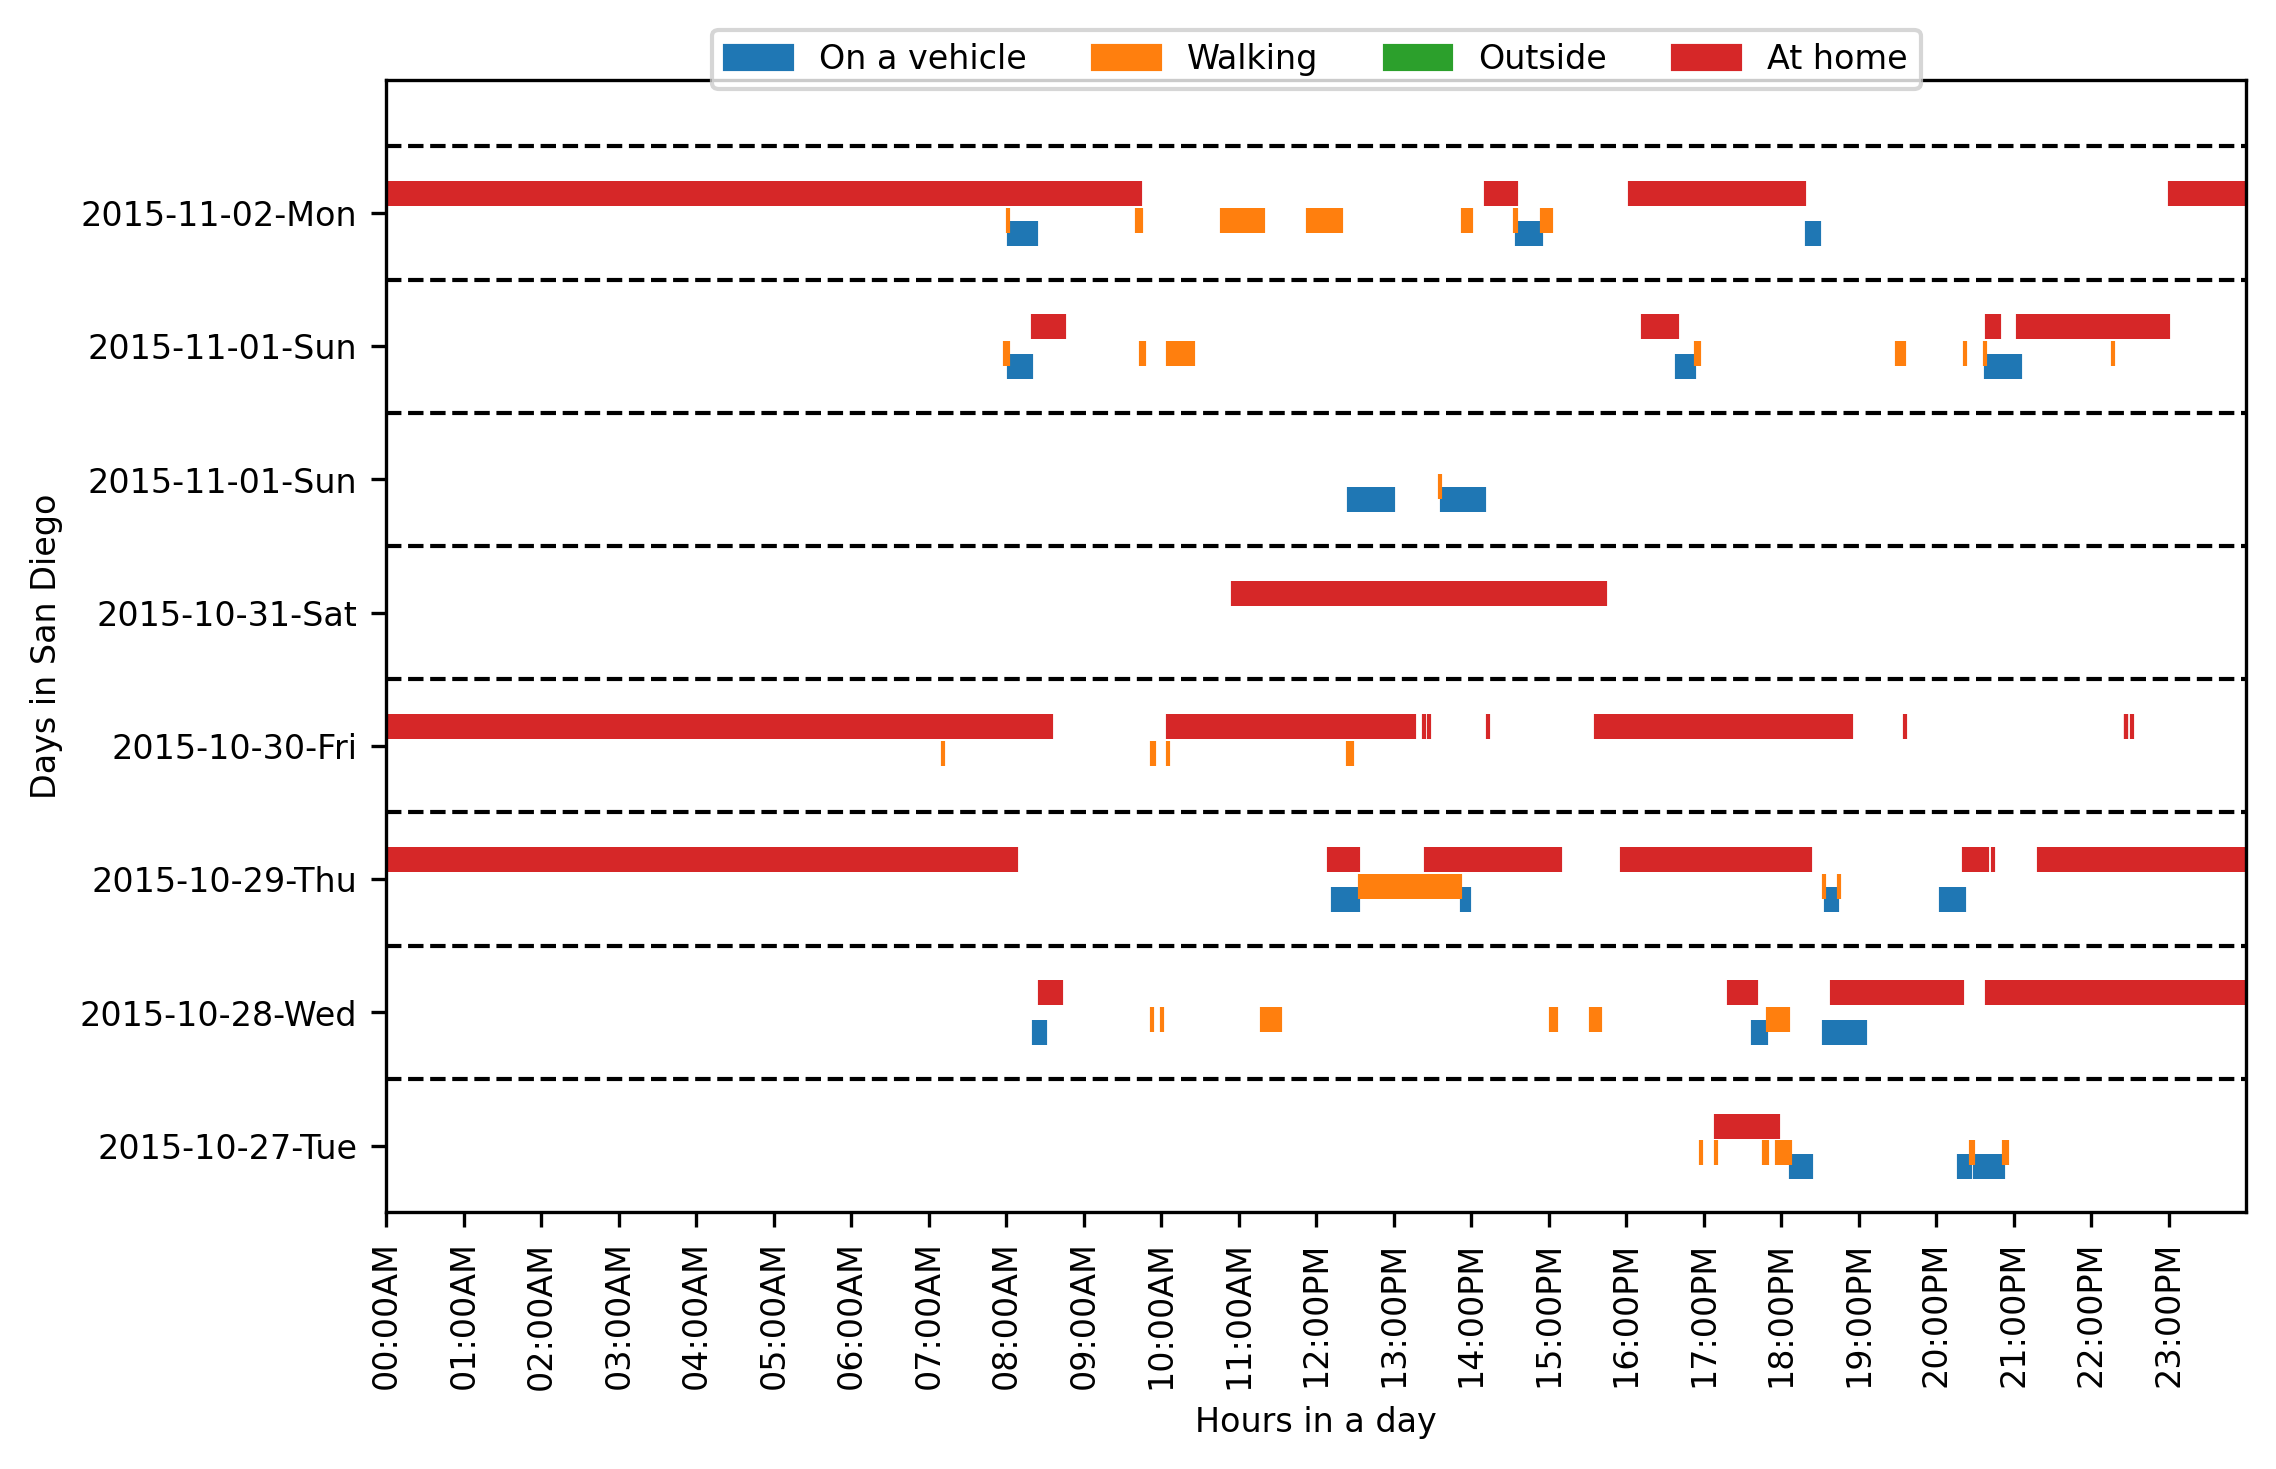 On a vehicle Walking Outside At home
2015-11-02-Mon
2015-11-01-Sun
2015-11-01-Sun
2015-10-31-Sat
2015-10-30-Fri
2015-10-29-Thu
2015-10-28-Wed
2015-10-27-Tue
Days in San Diego
00:00AM
01:00AM
02:00AM
03:00AM
04:00AM
05:00AM
06:00AM
07:00AM
08:00AM
09:00AM
10:00AM
11:00AM
12:00PM
13:00PM
14:00PM
15:00PM
16:00PM
17:00PM
18:00PM
19:00PM
20:00PM
21:00PM
22:00PM
23:00PM
Hours in a day